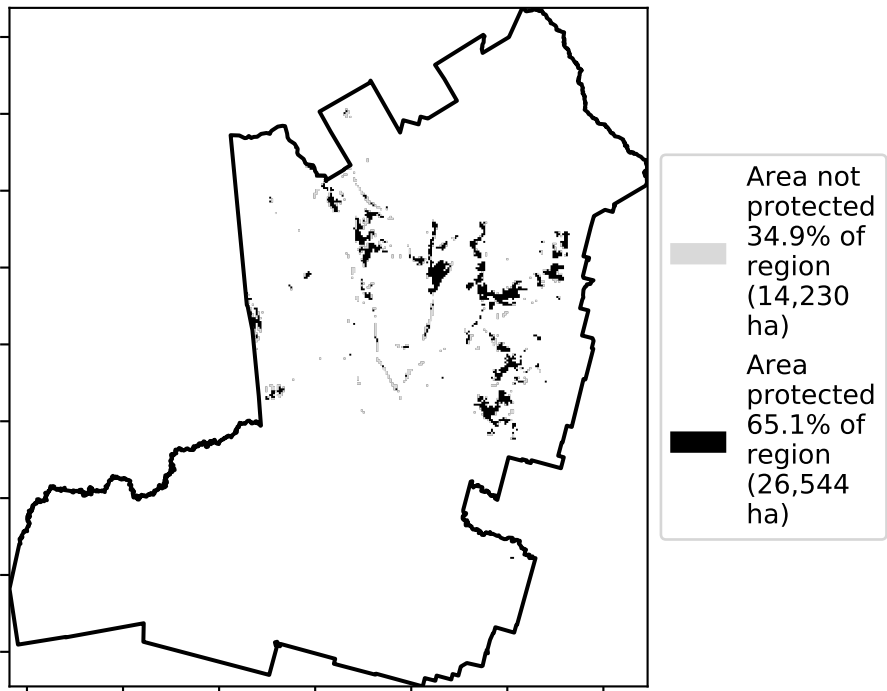 Area not
protected
34.9% of
region
(14,230
ha)
Area
protected
65.1% of
region
(26,544
ha)